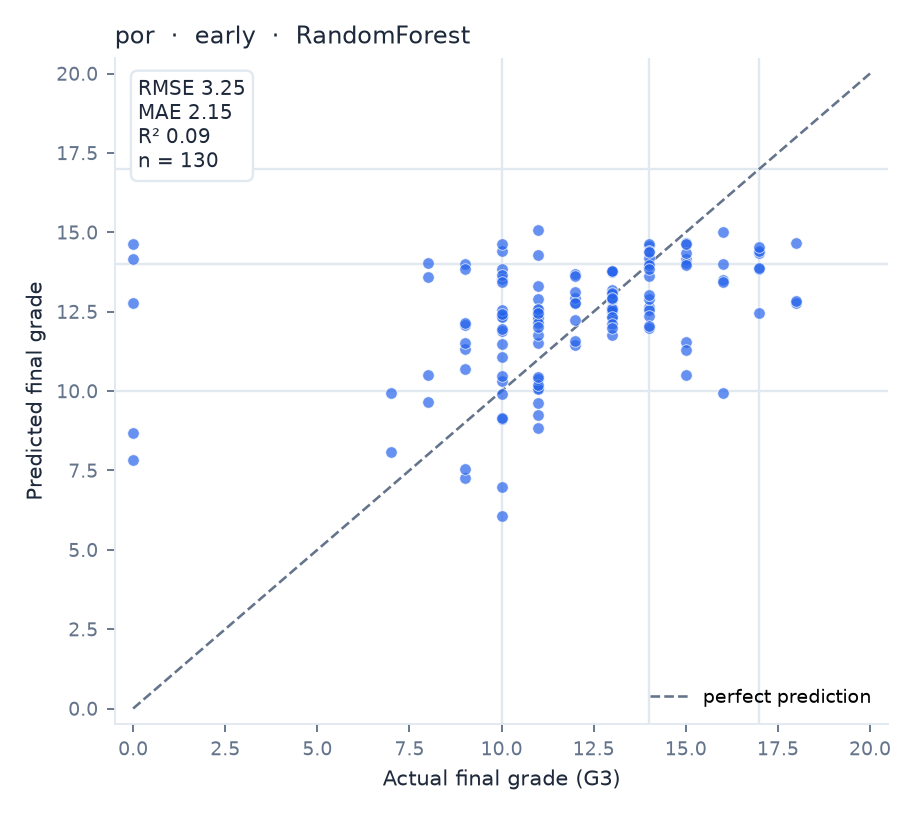 por · early · RandomForest
RMSE 3.25
MAE 2.15
R² 0.09
n = 130
Predicted final grade
20.0
17.5
15.0
12.5
10.0
7.5
5.0
2.5
0.0
perfect prediction
0.0 2.5 5.0 7.5 10.0 12.5 15.0 17.5 20.0
Actual final grade (G3)